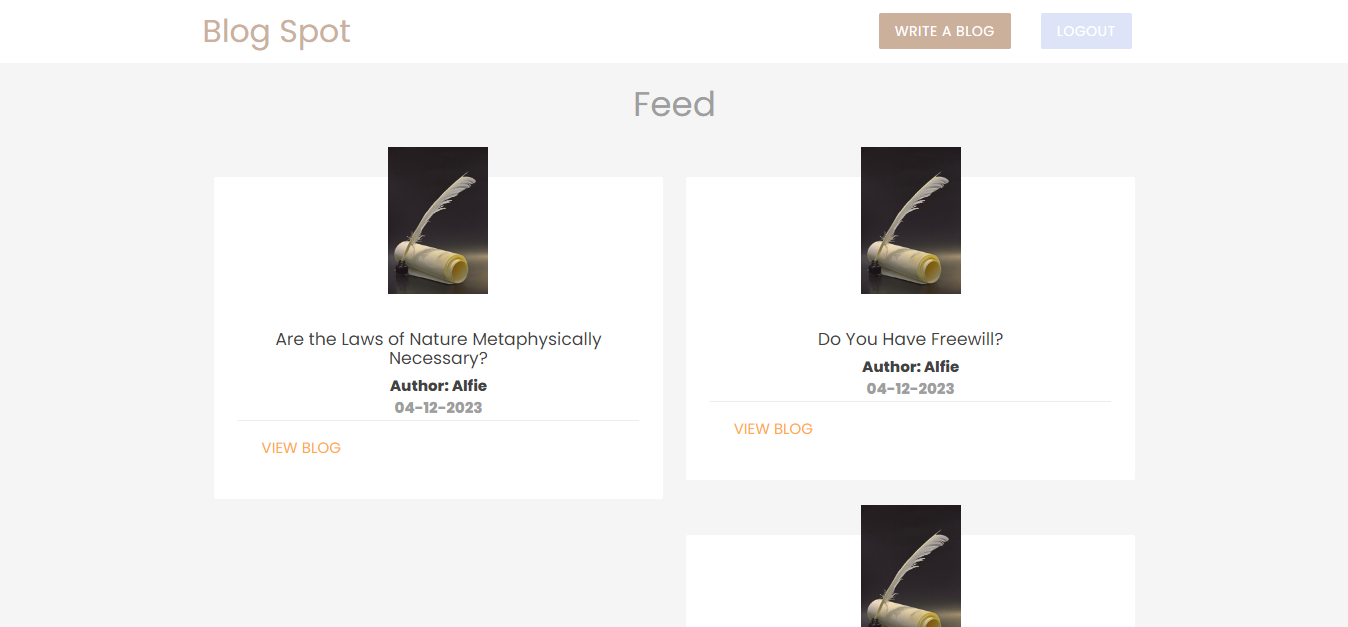 Blog Spot
WRITE A BLOG
LOGOUT
Feed
Are the Laws of Nature Metaphysically
Necessary?
Author: Alfie
04-12-2023
VIEW BLOG
Do You Have Freewill?
Author: Alfie
04-12-2023
VIEW BLOG